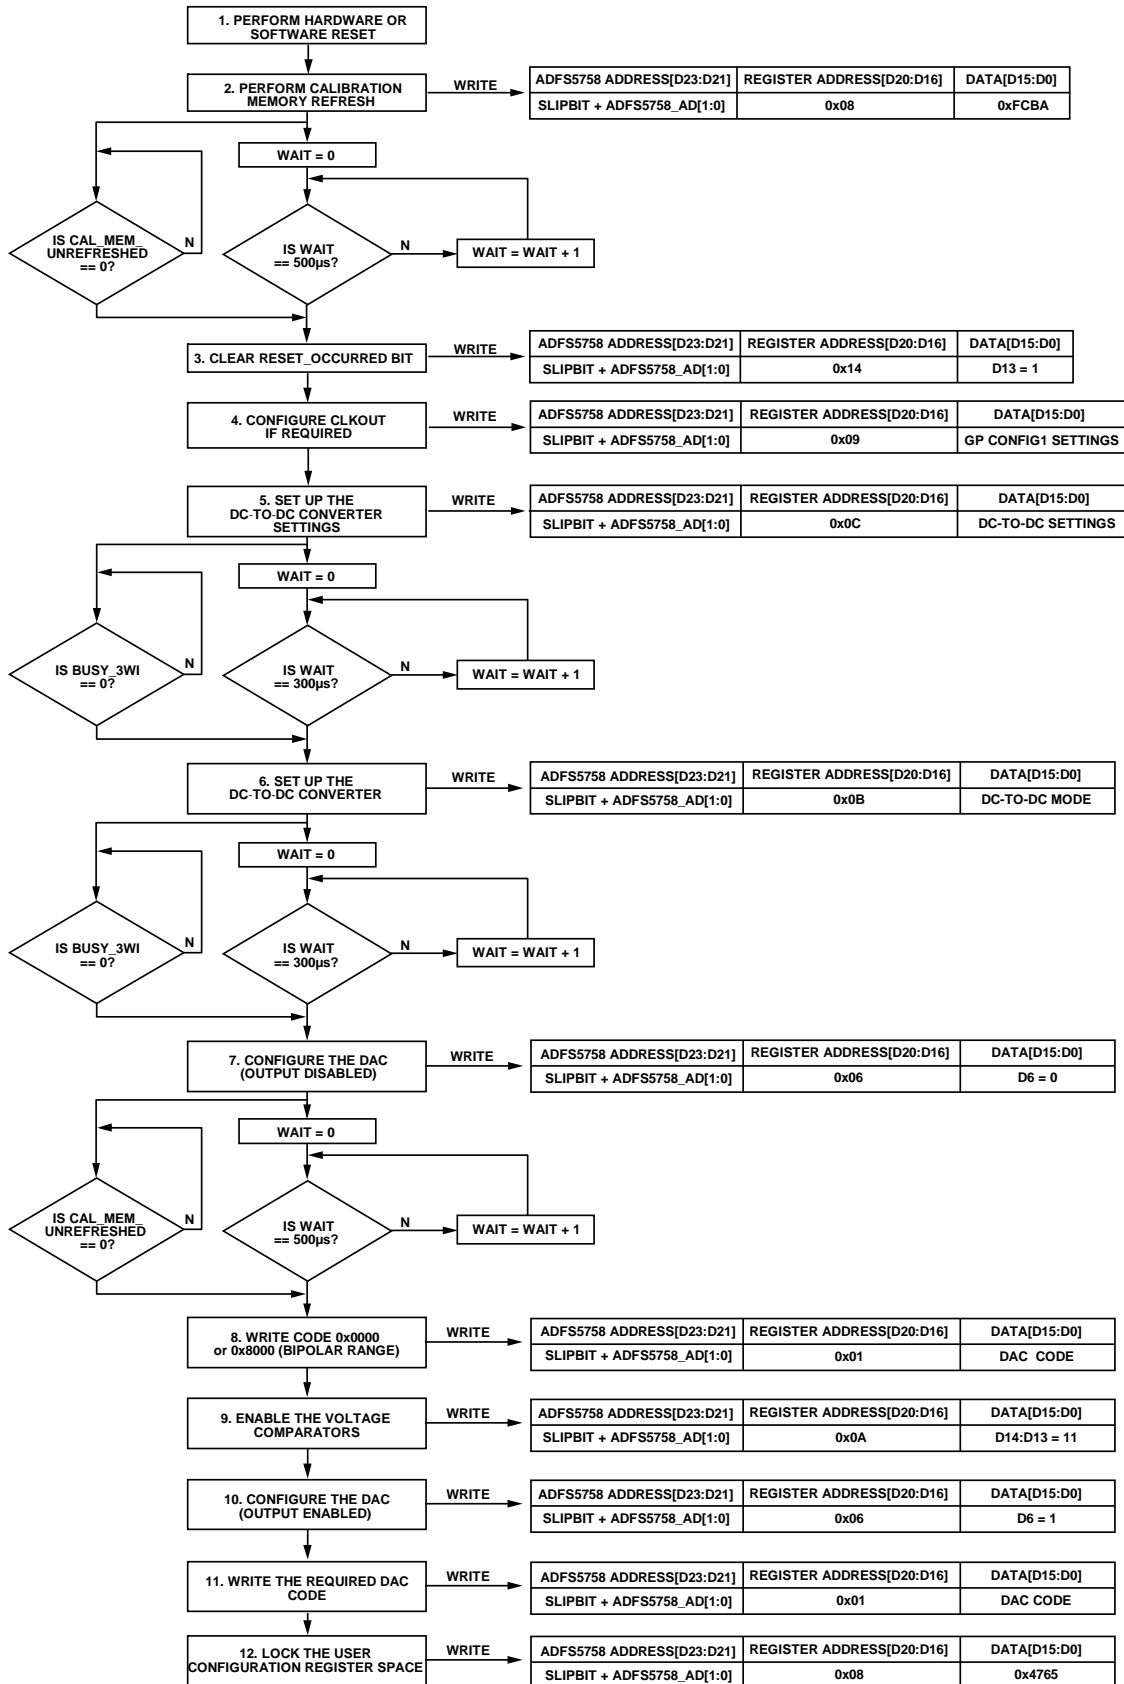 1. PERFORM HARDWARE OR
SOFTWARE RESET
2. PERFORM CALIBRATION
MEMORY REFRESH
WRITE
ADFS5758 ADDRESS[D23:D21] REGISTER ADDRESS[D20:D16] DATA[D15:D0]
SLIPBIT + ADFS5758_AD[1:0] 0x08 0xFCBA
WAIT = 0
IS CAL_MEM_
UNREFRESHED
== 0?
N
IS WAIT
== 500µs?
N
WAIT = WAIT + 1
3. CLEAR RESET_OCCURRED BIT
WRITE
ADFS5758 ADDRESS[D23:D21] REGISTER ADDRESS[D20:D16] DATA[D15:D0]
SLIPBIT + ADFS5758_AD[1:0] 0x14 D13 = 1
4. CONFIGURE CLKOUT
IF REQUIRED
WRITE
ADFS5758 ADDRESS[D23:D21] REGISTER ADDRESS[D20:D16] DATA[D15:D0]
SLIPBIT + ADFS5758_AD[1:0] 0x09 GP CONFIG1 SETTINGS
5. SET UP THE
DC-TO-DC CONVERTER
SETTINGS
WRITE
ADFS5758 ADDRESS[D23:D21] REGISTER ADDRESS[D20:D16] DATA[D15:D0]
SLIPBIT + ADFS5758_AD[1:0] 0x0C DC-TO-DC SETTINGS
WAIT = 0
IS BUSY_3WI
== 0?
N
IS WAIT
== 300µs?
N
WAIT = WAIT + 1
6. SET UP THE
DC-TO-DC CONVERTER
WRITE
ADFS5758 ADDRESS[D23:D21] REGISTER ADDRESS[D20:D16] DATA[D15:D0]
SLIPBIT + ADFS5758_AD[1:0] 0x0B DC-TO-DC MODE
WAIT = 0
IS BUSY_3WI
== 0?
N
IS WAIT
== 300µs?
N
WAIT = WAIT + 1
7. CONFIGURE THE DAC
(OUTPUT DISABLED)
WRITE
ADFS5758 ADDRESS[D23:D21] REGISTER ADDRESS[D20:D16] DATA[D15:D0]
SLIPBIT + ADFS5758_AD[1:0] 0x06 D6 = 0
WAIT = 0
IS CAL_MEM_
UNREFRESHED
== 0?
N
IS WAIT
== 500µs?
N
WAIT = WAIT + 1
8. WRITE CODE 0x0000
or 0x8000 (BIPOLAR RANGE)
WRITE
ADFS5758 ADDRESS[D23:D21] REGISTER ADDRESS[D20:D16] DATA[D15:D0]
SLIPBIT + ADFS5758_AD[1:0] 0x01 DAC CODE
9. ENABLE THE VOLTAGE
COMPARATORS
WRITE
ADFS5758 ADDRESS[D23:D21] REGISTER ADDRESS[D20:D16] DATA[D15:D0]
SLIPBIT + ADFS5758_AD[1:0] 0x0A D14:D13 = 11
10. CONFIGURE THE DAC
(OUTPUT ENABLED)
WRITE
ADFS5758 ADDRESS[D23:D21] REGISTER ADDRESS[D20:D16] DATA[D15:D0]
SLIPBIT + ADFS5758_AD[1:0] 0x06 D6 = 1
11. WRITE THE REQUIRED DAC
CODE
WRITE
ADFS5758 ADDRESS[D23:D21] REGISTER ADDRESS[D20:D16] DATA[D15:D0]
SLIPBIT + ADFS5758_AD[1:0] 0x01 DAC CODE
12. LOCK THE USER
CONFIGURATION REGISTER SPACE
WRITE
ADFS5758 ADDRESS[D23:D21] REGISTER ADDRESS[D20:D16] DATA[D15:D0]
SLIPBIT + ADFS5758_AD[1:0] 0x08 0x4765